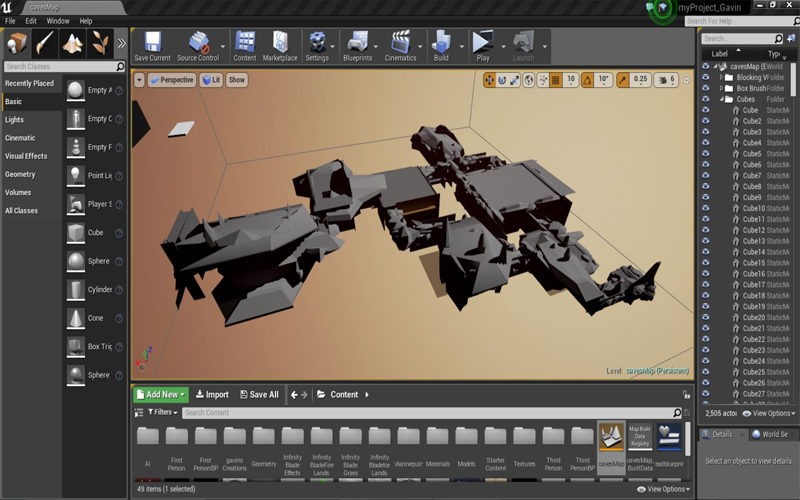 cavesMap
myProject_Gavin
File Edit Window Help
Search For Help
Save Current
Source Control
Content
Marketplace
Settings
Blueprints
Cinematics
Build
Play
Launch
Search Classes
Recently Placed
Basic
Lights
Cinematic
Visual Effects
Geometry
Volumes
All Classes
Empty A
Empty C
Empty P
Point Li
Player S
Cube
Sphere
Cylinder
Cone
Box Trig
Sphere
Perspective
Lit
Show
10
10°
0.25
6
Level: cavesMap (Persistent)
Search...
Label
Type
cavesMap (E World
Blocking V Folder
Box Brush Folder
Cubes Folder
Cube StaticM
Cube2 StaticM
Cube3 StaticM
Cube4 StaticM
Cube5 StaticM
Cube6 StaticM
Cube7 StaticM
Cube8 StaticM
Cube9 StaticM
Cube10 StaticM
Cube11 StaticM
Cube12 StaticM
Cube13 StaticM
Cube14 StaticM
Cube15 StaticM
Cube16 StaticM
Cube17 StaticM
Cube18 StaticM
Cube19 StaticM
Cube20 StaticM
Cube21 StaticM
Cube22 StaticM
Cube23 StaticM
Cube24 StaticM
Cube25 StaticM
Cube26 StaticM
Cube27 StaticM
2,505 actor
View Options
Details
World Se
Select an object to view details.
Add New
Import
Save All
Content
Filters
Search Content
AI
First Person
First PersonBP
gavins Creations
Geometry
Infinity Blade Effects
Infinity BladeFire Lands
Infinity Blade Grass
Infinity BladeIce Lands
Mannequin
Materials
Models
Starter Content
Textures
Third Person
Third PersonBP
cavesMap
Map Build Data Registry
cavesMap_ BuiltData
49 items (1 selected)
View Options